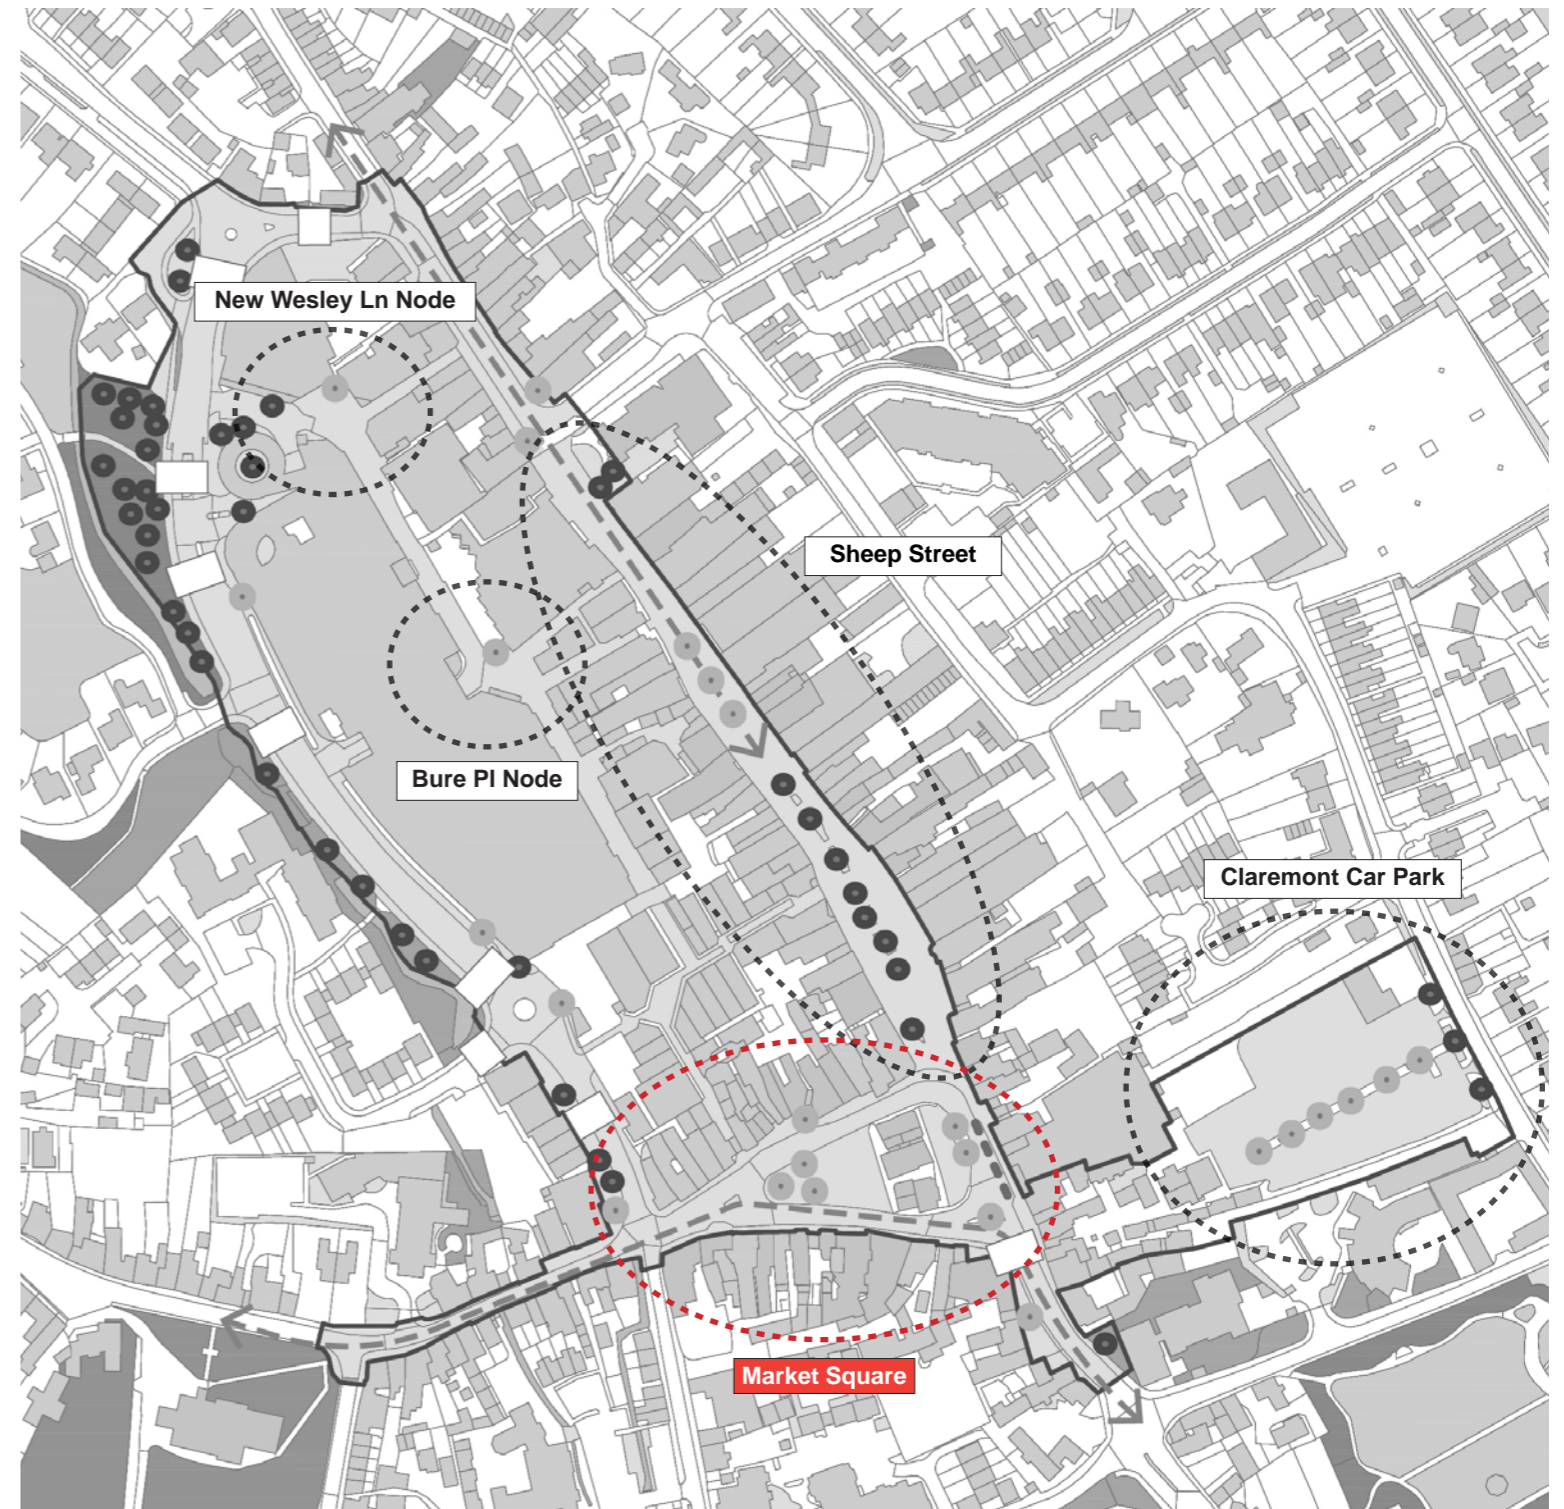 New Wesley Ln Node
Sheep Street
Bure Pl Node
Claremont Car Park
Market Square